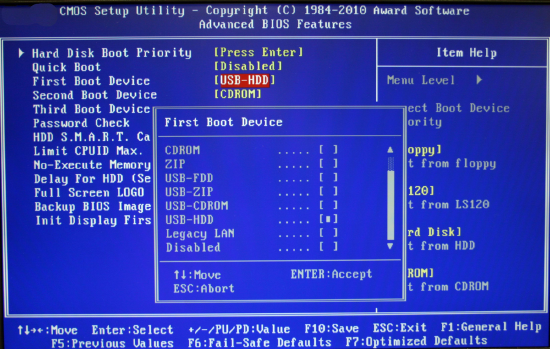 CMOS Setup Utility - Copyright (C) 1984-2010 Award Software
Advanced BIOS Features
Hard Disk Boot Priority [Press Enter]
Quick Boot [Disabled]
First Boot Device [USB-HDD]
Second Boot Device [CDROM]
Third Boot Device
Password Check
HDD S.M.A.R.T. Ca
Limit CPUID Max.
No-Execute Memory
Delay For HDD (Se
Full Screen LOGO
Backup BIOS Image
Init Display Firs
First Boot Device
CDROM ..... [ ]
ZIP ..... [ ]
USB-FDD ..... [ ]
USB-ZIP ..... [ ]
USB-CDROM ..... [ ]
USB-HDD ..... [■]
Legacy LAN ..... [ ]
Disabled ..... [ ]
↑↓:Move ENTER:Accept
ESC:Abort
Item Help
Menu Level ▶
ect Boot Device
ority
oppy]
t from floppy
120]
t from LS120
rd Disk]
t from HDD
ROM]
t from CDROM
↑↓→←:Move Enter:Select +/-/PU/PD:Value F10:Save ESC:Exit F1:General Help
F5:Previous Values F6:Fail-Safe Defaults F7:Optimized Defaults